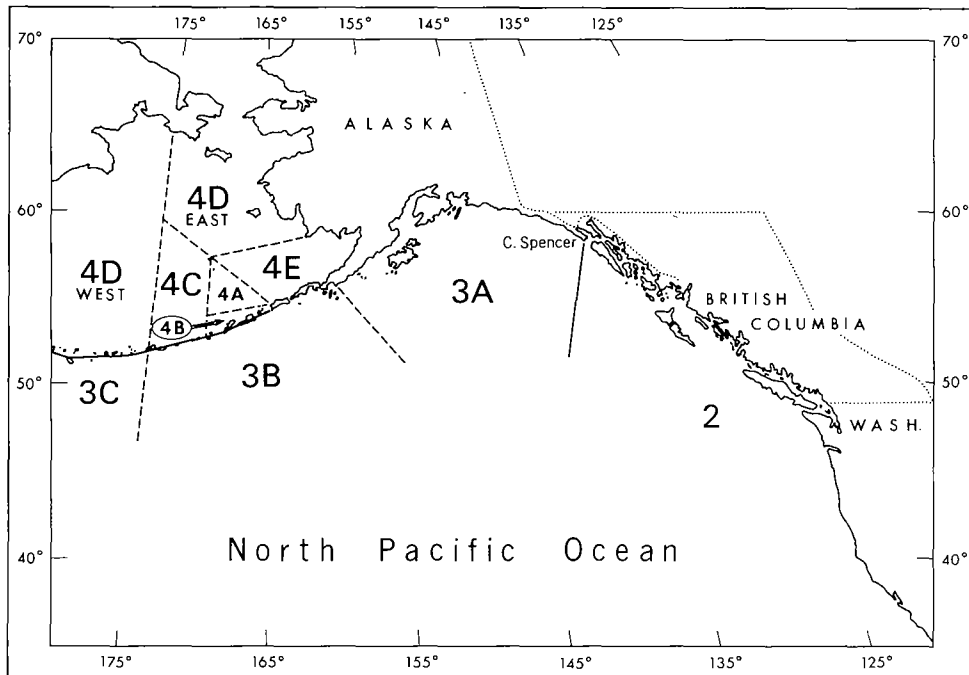 175° 165° 155° 145° 135° 125°
70° 70°
ALASKA
4D
EAST
60° 60°
C. Spencer
4D
WEST
4C
4E
4A
3A
BRITISH
COLUMBIA
4B
3C
3B
50° 50°
2
WASH.
North Pacific Ocean
40° 40°
175° 165° 155° 145° 135° 125°